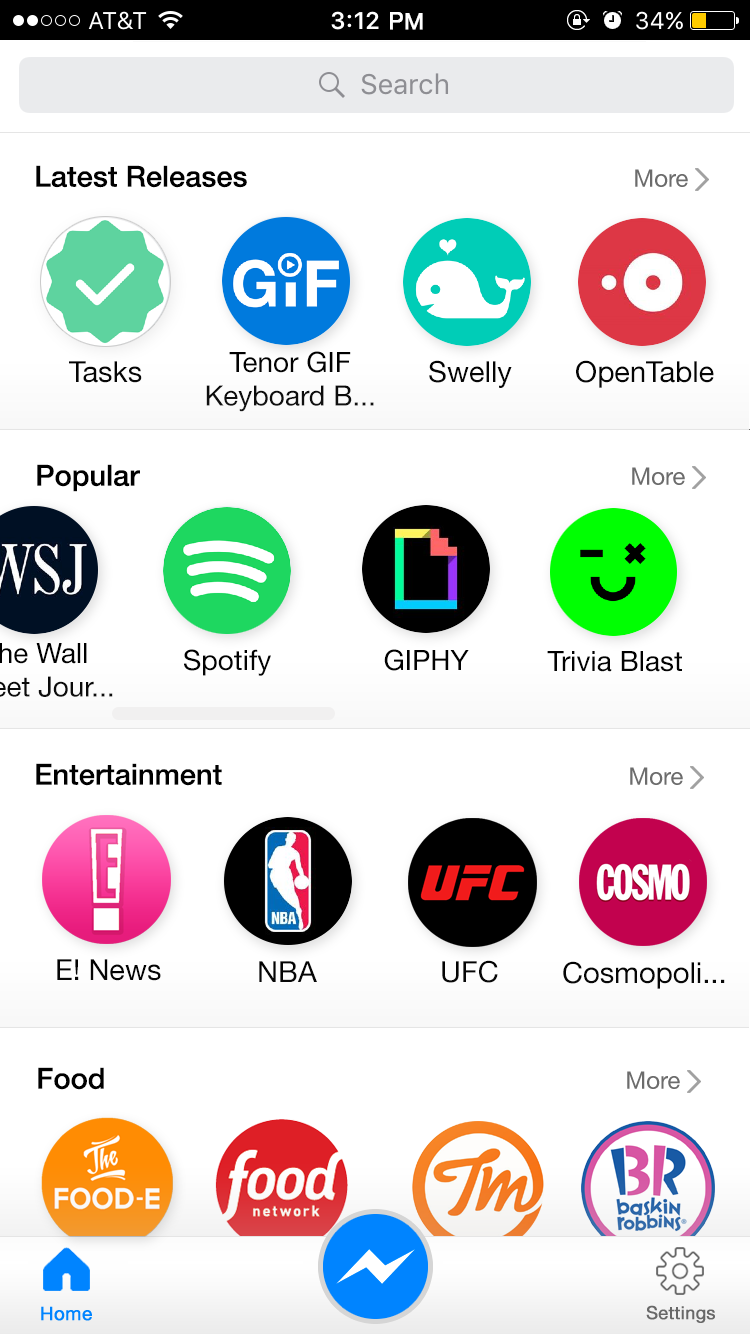 AT&T 3:12 PM 34%
Search
Latest Releases More
GIF
Tasks
Tenor GIF
Keyboard B...
Swelly
OpenTable
Popular More
WSJ
he Wall
eet Jour...
Spotify
GIPHY
Trivia Blast
Entertainment More
E!
NBA
UFC
COSMO
E! News
NBA
UFC
Cosmopoli...
Food More
The
FOOD-E
food
network
Tm
BR
baskin
robbins®
Home
Settings